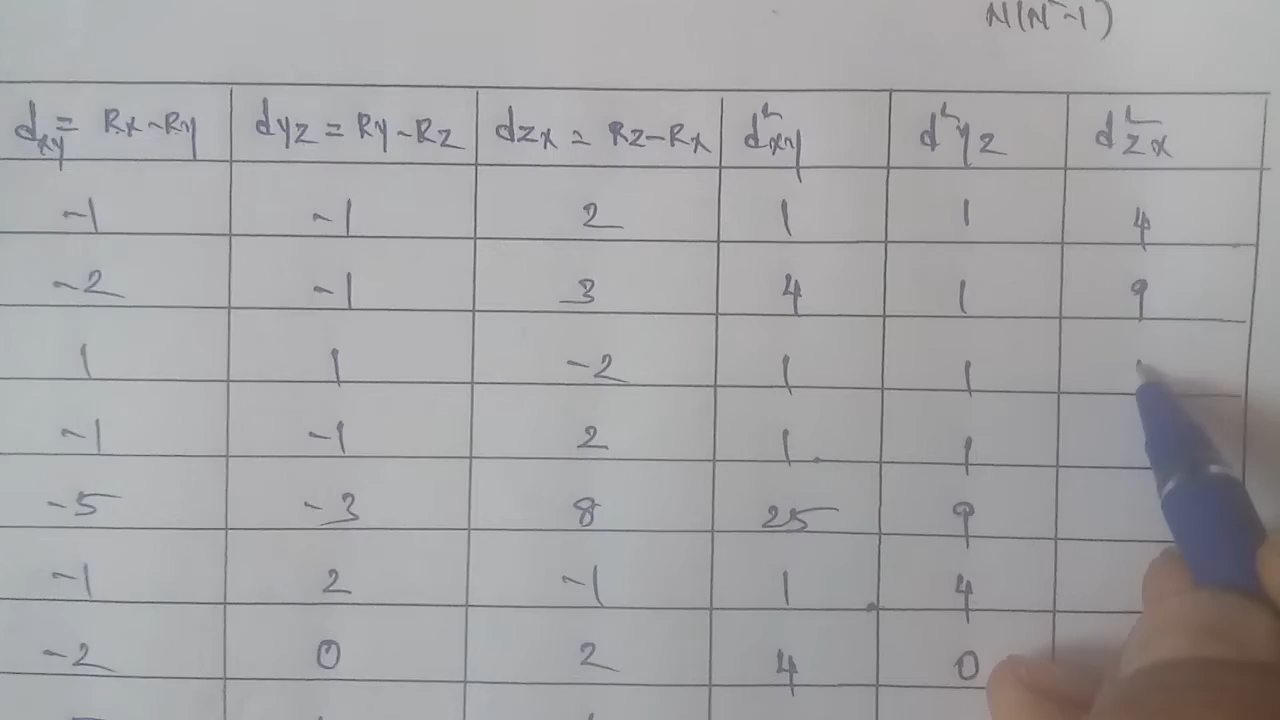 N(N²-1)
dxy = Rx-Ry dyz = Ry-Rz dzx = Rz-Rx d²xy d²yz d²zx
-1 -1 2 1 1 4
-2 -1 3 4 1 9
1 1 -2 1 1
-1 -1 2 1 1
-5 -3 8 25 9
-1 2 -1 1 4
-2 0 2 4 0